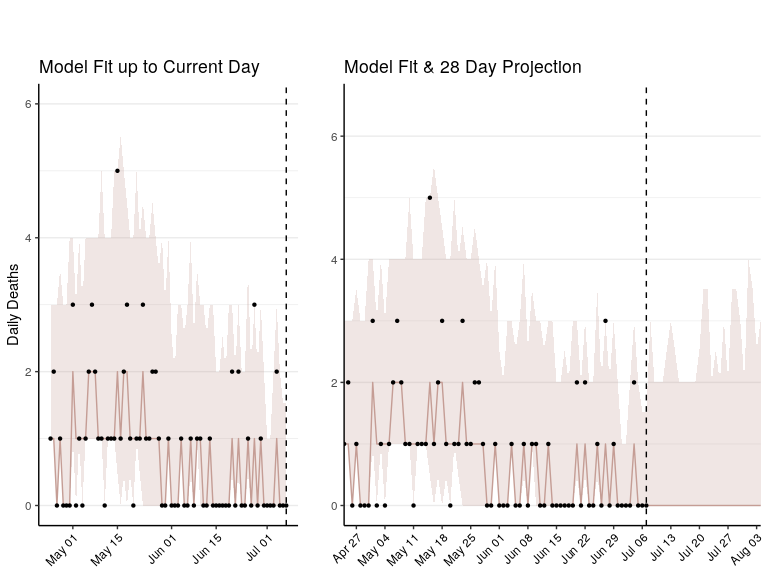 Model Fit up to Current Day
Model Fit & 28 Day Projection
Daily Deaths
6
4
2
0
May 01
May 15
Jun 01
Jun 15
Jul 01
6
4
2
0
Apr 27
May 04
May 11
May 18
May 25
Jun 01
Jun 08
Jun 15
Jun 22
Jun 29
Jul 06
Jul 13
Jul 20
Jul 27
Aug 03